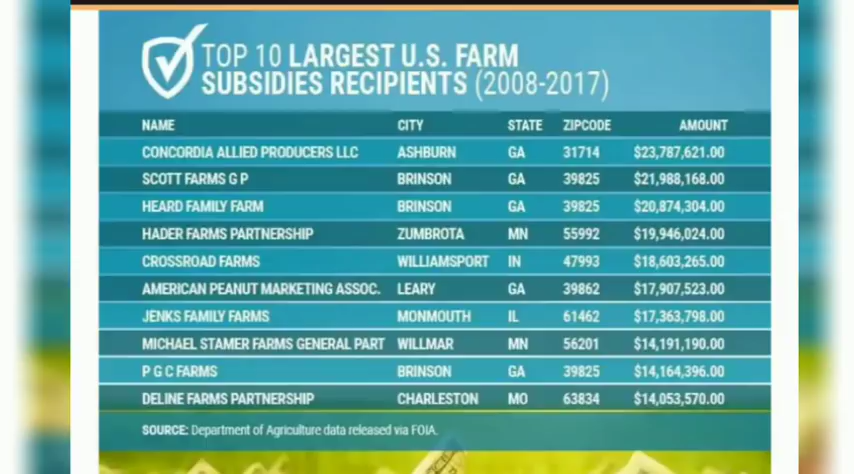 TOP 10 LARGEST U.S. FARM
SUBSIDIES RECIPIENTS (2008-2017)
NAME CITY STATE ZIPCODE AMOUNT
CONCORDIA ALLIED PRODUCERS LLC ASHBURN GA 31714 $23,787,621.00
SCOTT FARMS G P BRINSON GA 39825 $21,988,168.00
HEARD FAMILY FARM BRINSON GA 39825 $20,874,304.00
HADER FARMS PARTNERSHIP ZUMBROTA MN 55992 $19,946,024.00
CROSSROAD FARMS WILLIAMSPORT IN 47993 $18,603,265.00
AMERICAN PEANUT MARKETING ASSOC. LEARY GA 39862 $17,907,523.00
JENKS FAMILY FARMS MONMOUTH IL 61462 $17,363,798.00
MICHAEL STAMER FARMS GENERAL PART WILLMAR MN 56201 $14,191,190.00
P G C FARMS BRINSON GA 39825 $14,164,396.00
DELINE FARMS PARTNERSHIP CHARLESTON MO 63834 $14,053,570.00
SOURCE: Department of Agriculture data released via FOIA.